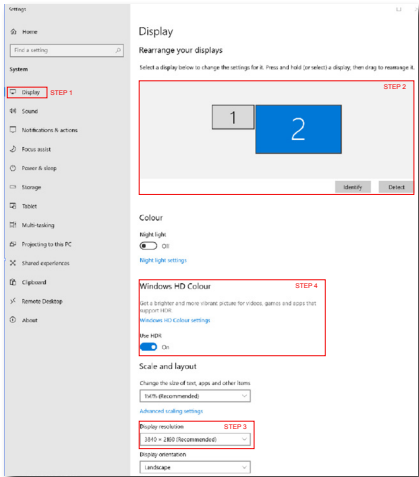 Settings
Home
Find a setting
System
Display STEP 1
Sound
Notifications & actions
Focus assist
Power & sleep
Storage
Tablet
Multi-tasking
Projecting to this PC
Shared experiences
Clipboard
Remote Desktop
About
Display
Rearrange your displays
Select a display below to change the settings for it. Press and hold (or select) a display, then drag to rearrange it.
STEP 2
1
2
Identify Detect
Colour
Night light
Off
Night light settings
Windows HD Colour STEP 4
Get a brighter and more vibrant picture for videos, games and apps that
support HDR.
Windows HD Colour settings
Use HDR
On
Scale and layout
Change the size of text, apps and other items
150% (Recommended)
Advanced scaling settings
Display resolution STEP 3
3840 × 2160 (Recommended)
Display orientation
Landscape